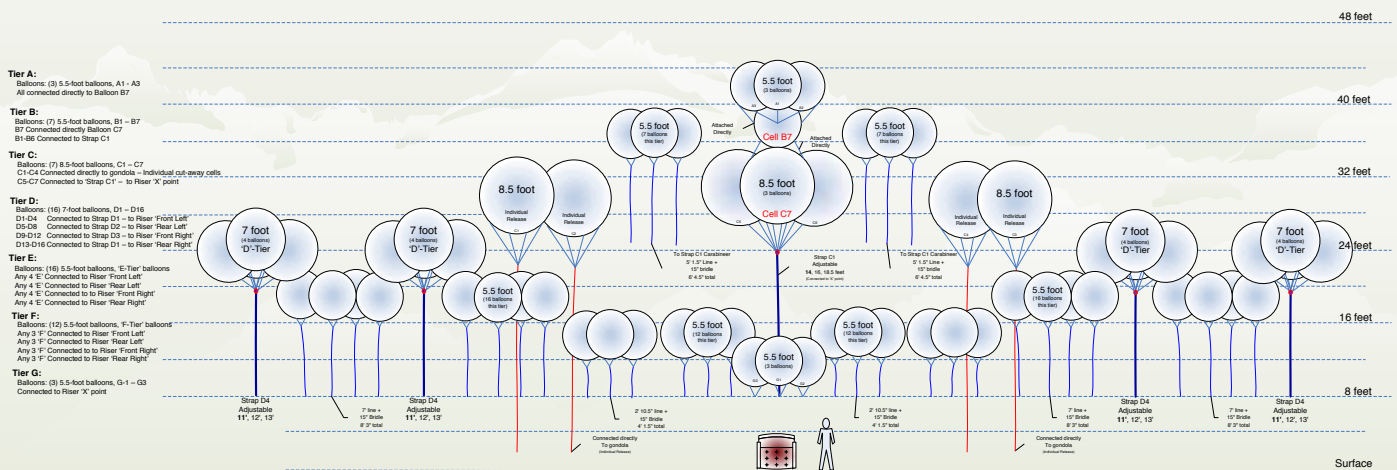 48 feet
Tier A:
Balloons: (3) 5.5-foot balloons, A1 - A3
All connected directly to Balloon B7
5.5 foot
(3 balloons)
A3
A1
A2
40 feet
Tier B:
Balloons: (7) 5.5-foot balloons, B1 – B7
B7 Connected directly Balloon C7
B1-B6 Connected to Strap C1
5.5 foot
(7 balloons
this tier)
Attached
Directly
Cell B7
Attached
Directly
5.5 foot
(7 balloons
this tier)
Tier C:
Balloons: (7) 8.5-foot balloons, C1 – C7
C1-C4 Connected directly to gondola – Individual cut-away cells
C5-C7 Connected to 'Strap C1' – to Riser 'X' point
32 feet
8.5 foot
Individual
Release
C1
Individual
Release
C2
8.5 foot
(3 balloons)
Cell C7
Individual
Release
8.5 foot
Individual
Release
Tier D:
Balloons: (16) 7-foot balloons, D1 – D16
D1-D4 Connected to Strap D1 – to Riser 'Front Left'
D5-D8 Connected to Strap D2 – to Riser 'Rear Left'
D9-D12 Connected to Strap D3 – to Riser 'Front Right'
D13-D16 Connected to Strap D1 – to Riser 'Rear Right'
7 foot
(4 balloons)
'D'-Tier
7 foot
(4 balloons)
'D'-Tier
7 foot
(4 balloons)
'D'-Tier
7 foot
(4 balloons)
'D'-Tier
24 feet
To Strap C1 Carabineer
5' 1.5" Line +
15" bridle
6' 4.5" total
Strap C1
Adjustable
14, 16, 18.5 feet
(Connected to 'X' point)
To Strap C1 Carabineer
5' 1.5" Line +
15" bridle
6' 4.5" total
Tier E:
Balloons: (16) 5.5-foot balloons, 'E-Tier' balloons
Any 4 'E' Connected to Riser 'Front Left'
Any 4 'E' Connected to Riser 'Rear Left'
Any 4 'E' Connected to Riser 'Front Right'
Any 4 'E' Connected to Riser 'Rear Right'
5.5 foot
(16 balloons
this tier)
5.5 foot
(16 balloons
this tier)
Tier F:
Balloons: (12) 5.5-foot balloons, 'F-Tier' balloons
Any 3 'F' Connected to Riser 'Front Left'
Any 3 'F' Connected to Riser 'Rear Left'
Any 3 'F' Connected to Riser 'Front Right'
Any 3 'F' Connected to Riser 'Rear Right'
16 feet
5.5 foot
(12 balloons
this tier)
5.5 foot
(12 balloons
this tier)
5.5 foot
(3 balloons)
G1
Tier G:
Balloons: (3) 5.5-foot balloons, G-1 – G3
Connected to Riser 'X' point
8 feet
Strap D4
Adjustable
11', 12', 13'
7' line +
15" Bridle
8' 3" total
Strap D4
Adjustable
11', 12', 13'
2' 10.5" line +
15" Bridle
4' 1.5" total
2' 10.5" line +
15" Bridle
4' 1.5" total
7' line +
15" Bridle
8' 3" total
Strap D4
Adjustable
11', 12', 13'
7' line +
15" Bridle
8' 3" total
Strap D4
Adjustable
11', 12', 13'
Connected directly
To gondola
(Individual Release)
Connected directly
To gondola
(Individual Release)
Surface